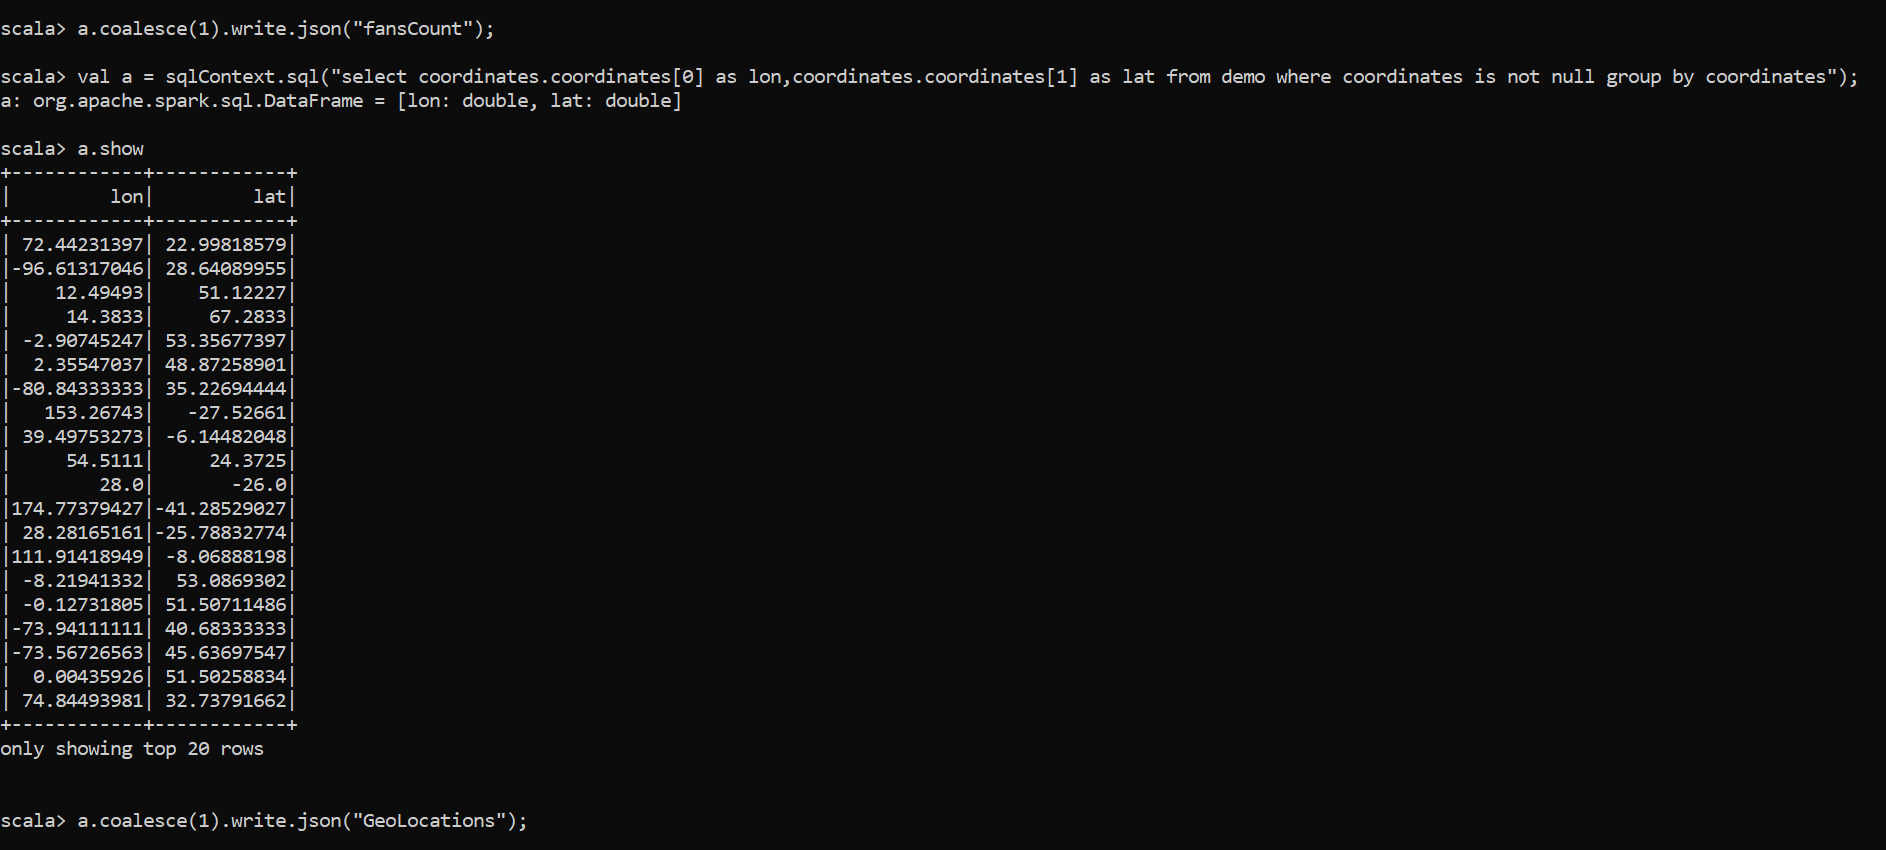 scala> a.coalesce(1).write.json("fansCount");
scala> val a = sqlContext.sql("select coordinates.coordinates[0] as lon,coordinates.coordinates[1] as lat from demo where coordinates is not null group by coordinates");
a: org.apache.spark.sql.DataFrame = [lon: double, lat: double]
scala> a.show
+------------+------------+
|         lon|         lat|
+------------+------------+
| 72.44231397| 22.99818579|
|-96.61317046| 28.64089955|
|    12.49493|    51.12227|
|     14.3833|     67.2833|
| -2.90745247| 53.35677397|
|  2.35547037| 48.87258901|
|-80.84333333| 35.22694444|
|   153.26743|   -27.52661|
| 39.49753273| -6.14482048|
|     54.5111|     24.3725|
|        28.0|       -26.0|
|174.77379427|-41.28529027|
| 28.28165161|-25.78832774|
|111.91418949| -8.06888198|
| -8.21941332|  53.0869302|
| -0.12731805| 51.50711486|
|-73.94111111| 40.68333333|
|-73.56726563| 45.63697547|
|  0.00435926| 51.50258834|
| 74.84493981| 32.73791662|
+------------+------------+
only showing top 20 rows
scala> a.coalesce(1).write.json("GeoLocations");